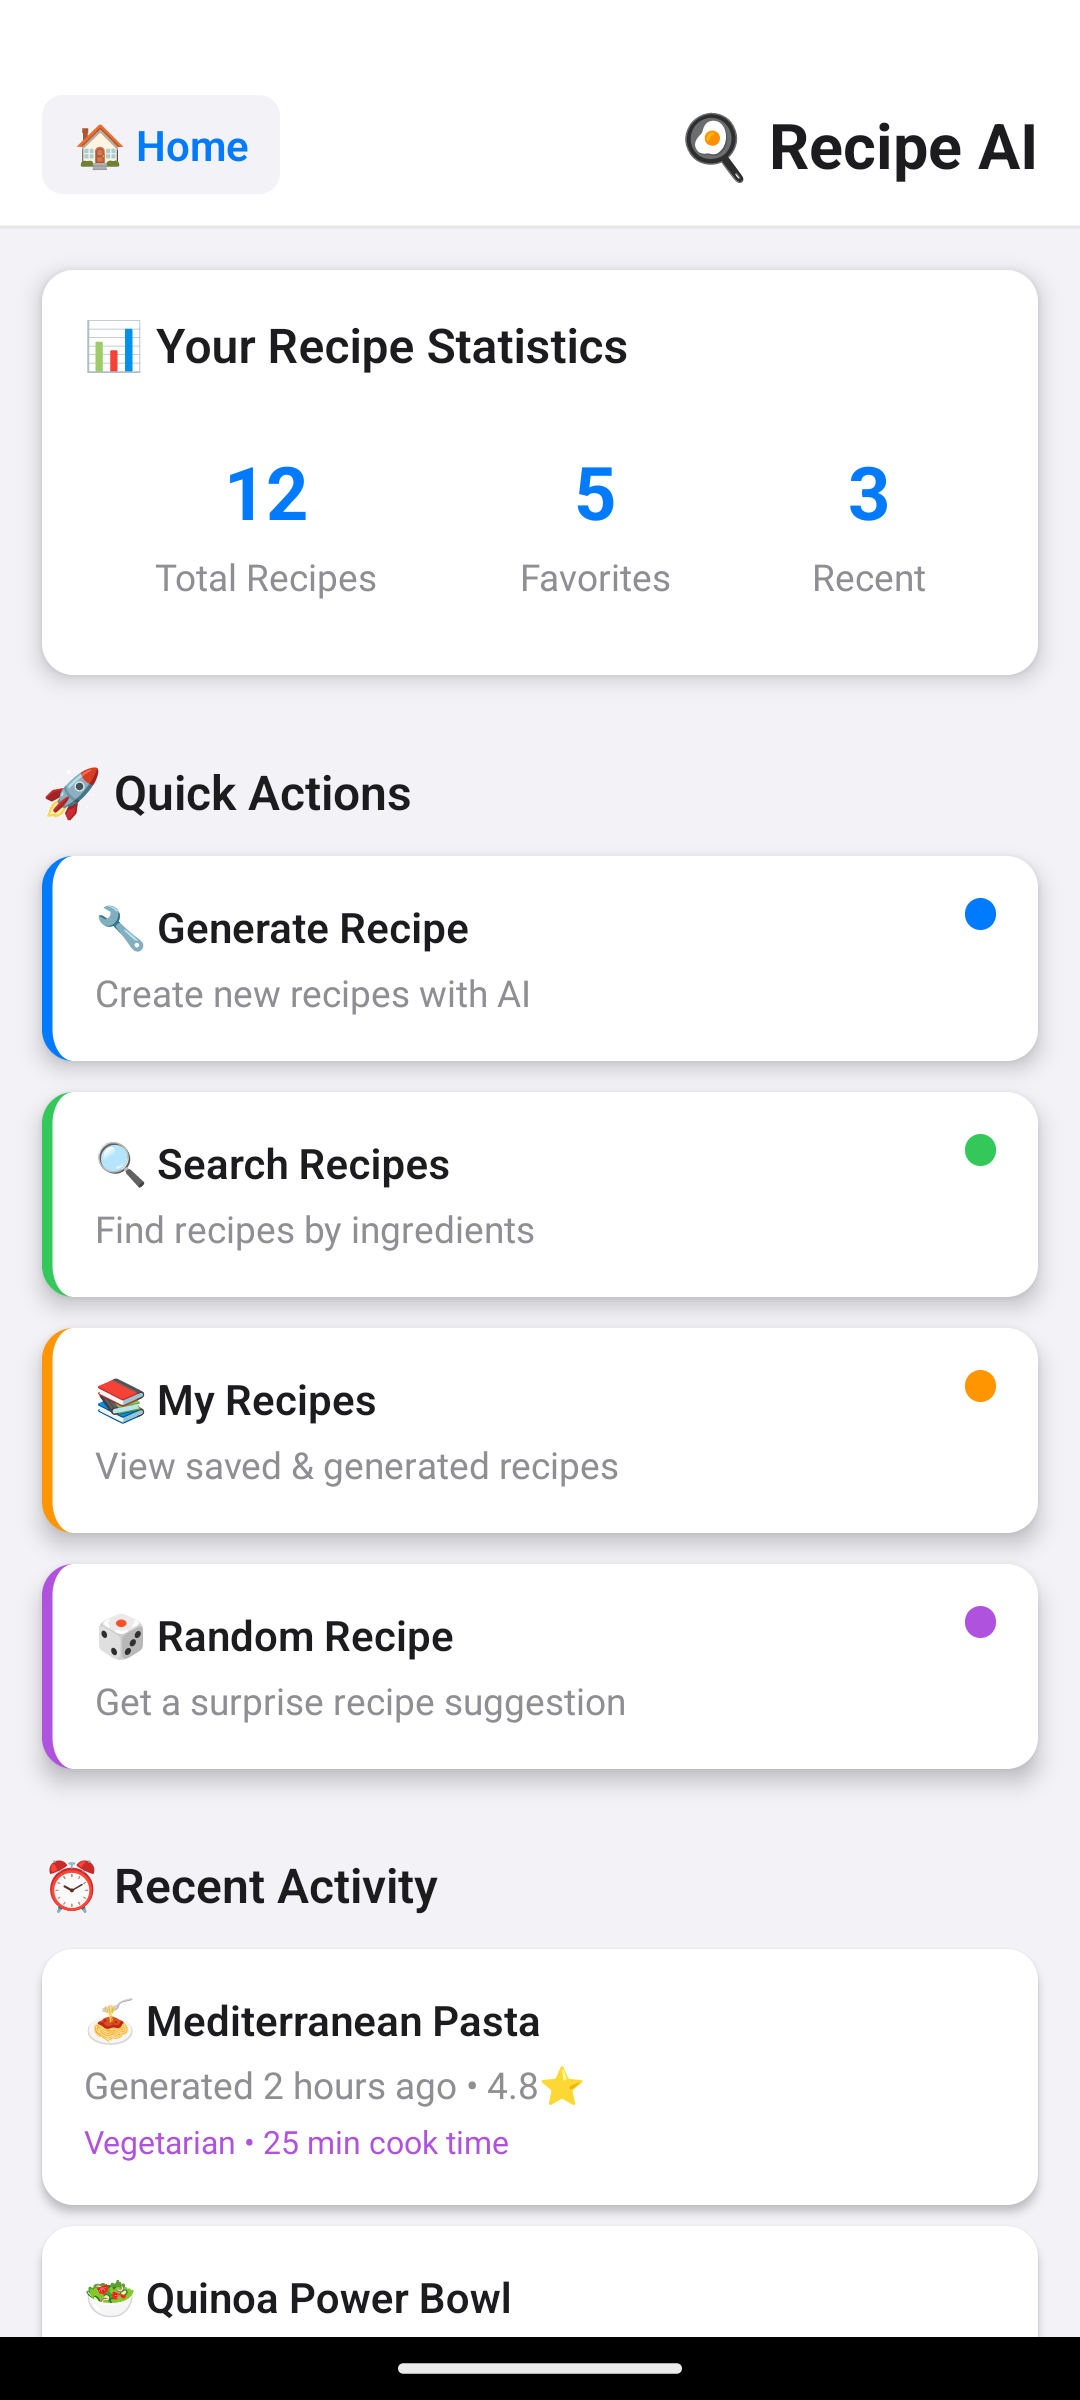 🏠 Home
🍳 Recipe AI
📊 Your Recipe Statistics
12 5 3
Total Recipes Favorites Recent
🚀 Quick Actions
🔧 Generate Recipe
Create new recipes with AI
🔍 Search Recipes
Find recipes by ingredients
📚 My Recipes
View saved & generated recipes
🎲 Random Recipe
Get a surprise recipe suggestion
⏰ Recent Activity
🍝 Mediterranean Pasta
Generated 2 hours ago • 4.8⭐
Vegetarian • 25 min cook time
🥗 Quinoa Power Bowl